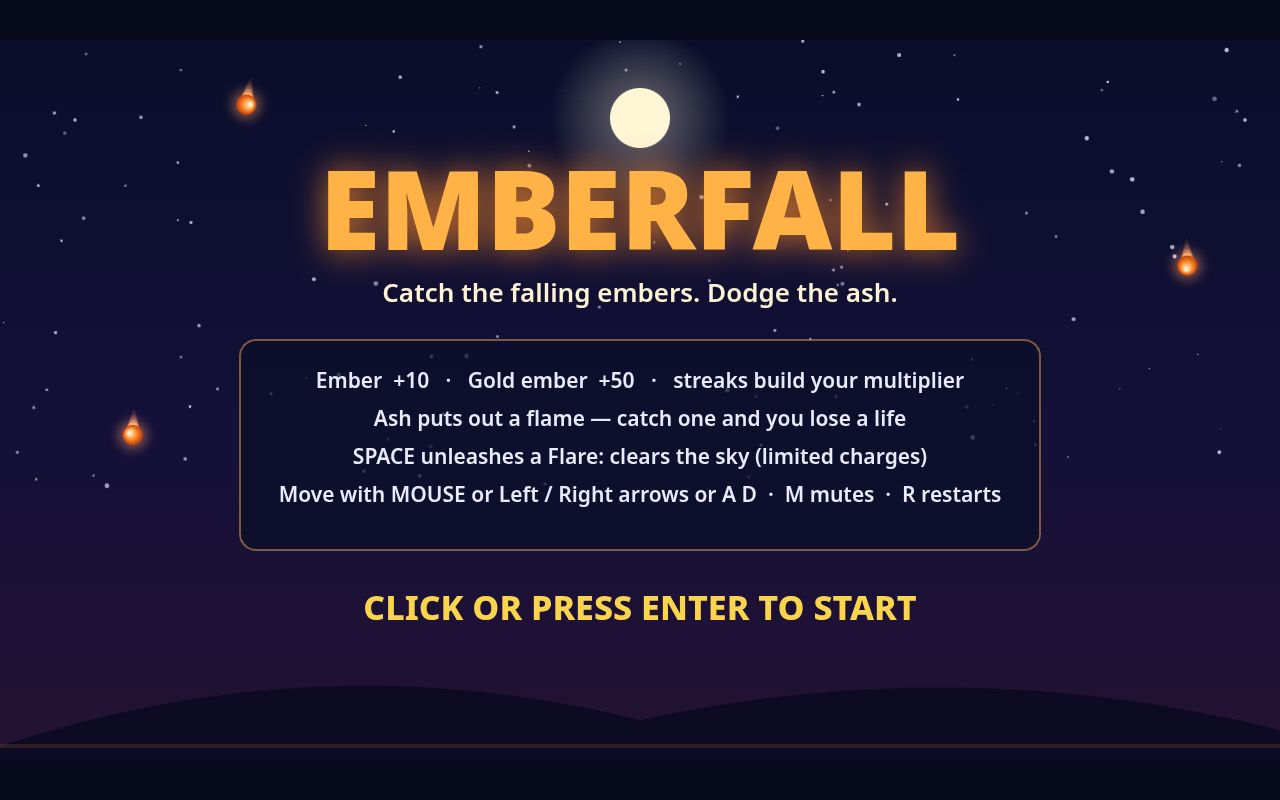 EMBERFALL
Catch the falling embers. Dodge the ash.
Ember +10 · Gold ember +50 · streaks build your multiplier
Ash puts out a flame — catch one and you lose a life
SPACE unleashes a Flare: clears the sky (limited charges)
Move with MOUSE or Left / Right arrows or A D · M mutes · R restarts
CLICK OR PRESS ENTER TO START